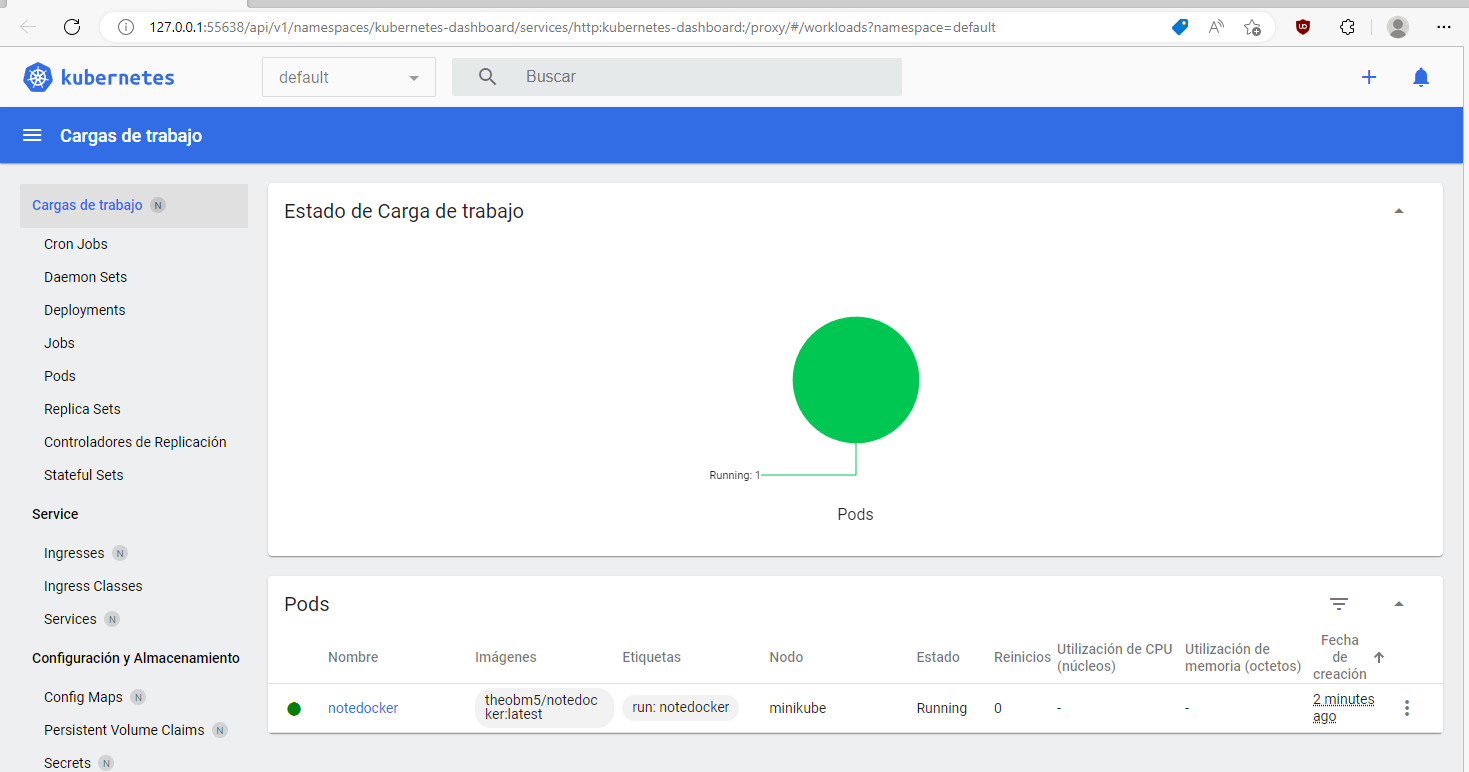 127.0.0.1:55638/api/v1/namespaces/kubernetes-dashboard/services/http:kubernetes-dashboard:/proxy/#/workloads?namespace=default
kubernetes
default
Buscar
Cargas de trabajo
Cargas de trabajo N
Cron Jobs
Daemon Sets
Deployments
Jobs
Pods
Replica Sets
Controladores de Replicación
Stateful Sets
Service
Ingresses N
Ingress Classes
Services N
Configuración y Almacenamiento
Config Maps N
Persistent Volume Claims N
Secrets N
Estado de Carga de trabajo
Running: 1
Pods
Pods
Nombre
Imágenes
Etiquetas
Nodo
Estado
Reinicios
Utilización de CPU
(núcleos)
Utilización de
memoria (octetos)
Fecha
de
creación
notedocker
theobm5/notedoc
ker:latest
run: notedocker
minikube
Running
0
-
-
2 minutes
ago